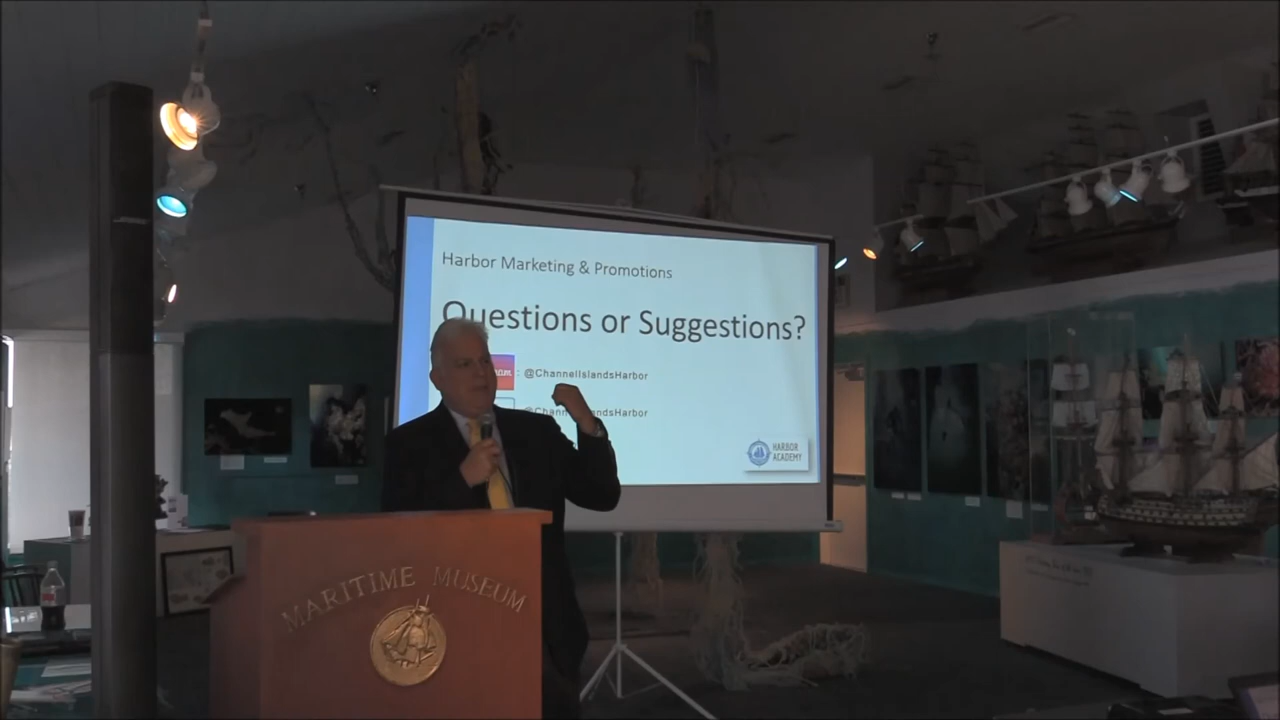 Harbor Marketing & Promotions
Questions or Suggestions?
: @ChannelIslandsHarbor
HARBOR
ACADEMY
MARITIME MUSEUM